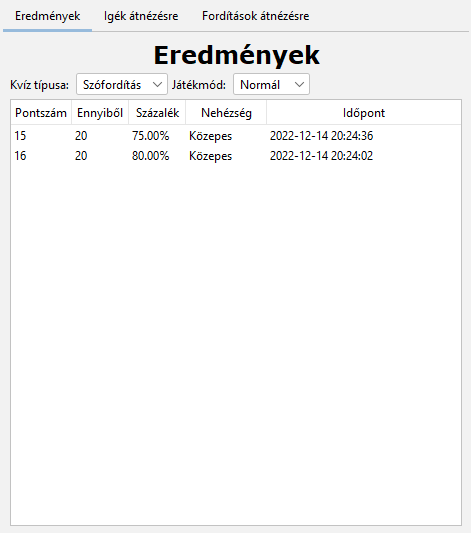 Eredmények Igék átnézésre Fordítások átnézésre
Eredmények
Kvíz típusa: Szófordítás Játékmód: Normál
Pontszám Ennyiből Százalék Nehézség Időpont
15 20 75.00% Közepes 2022-12-14 20:24:36
16 20 80.00% Közepes 2022-12-14 20:24:02